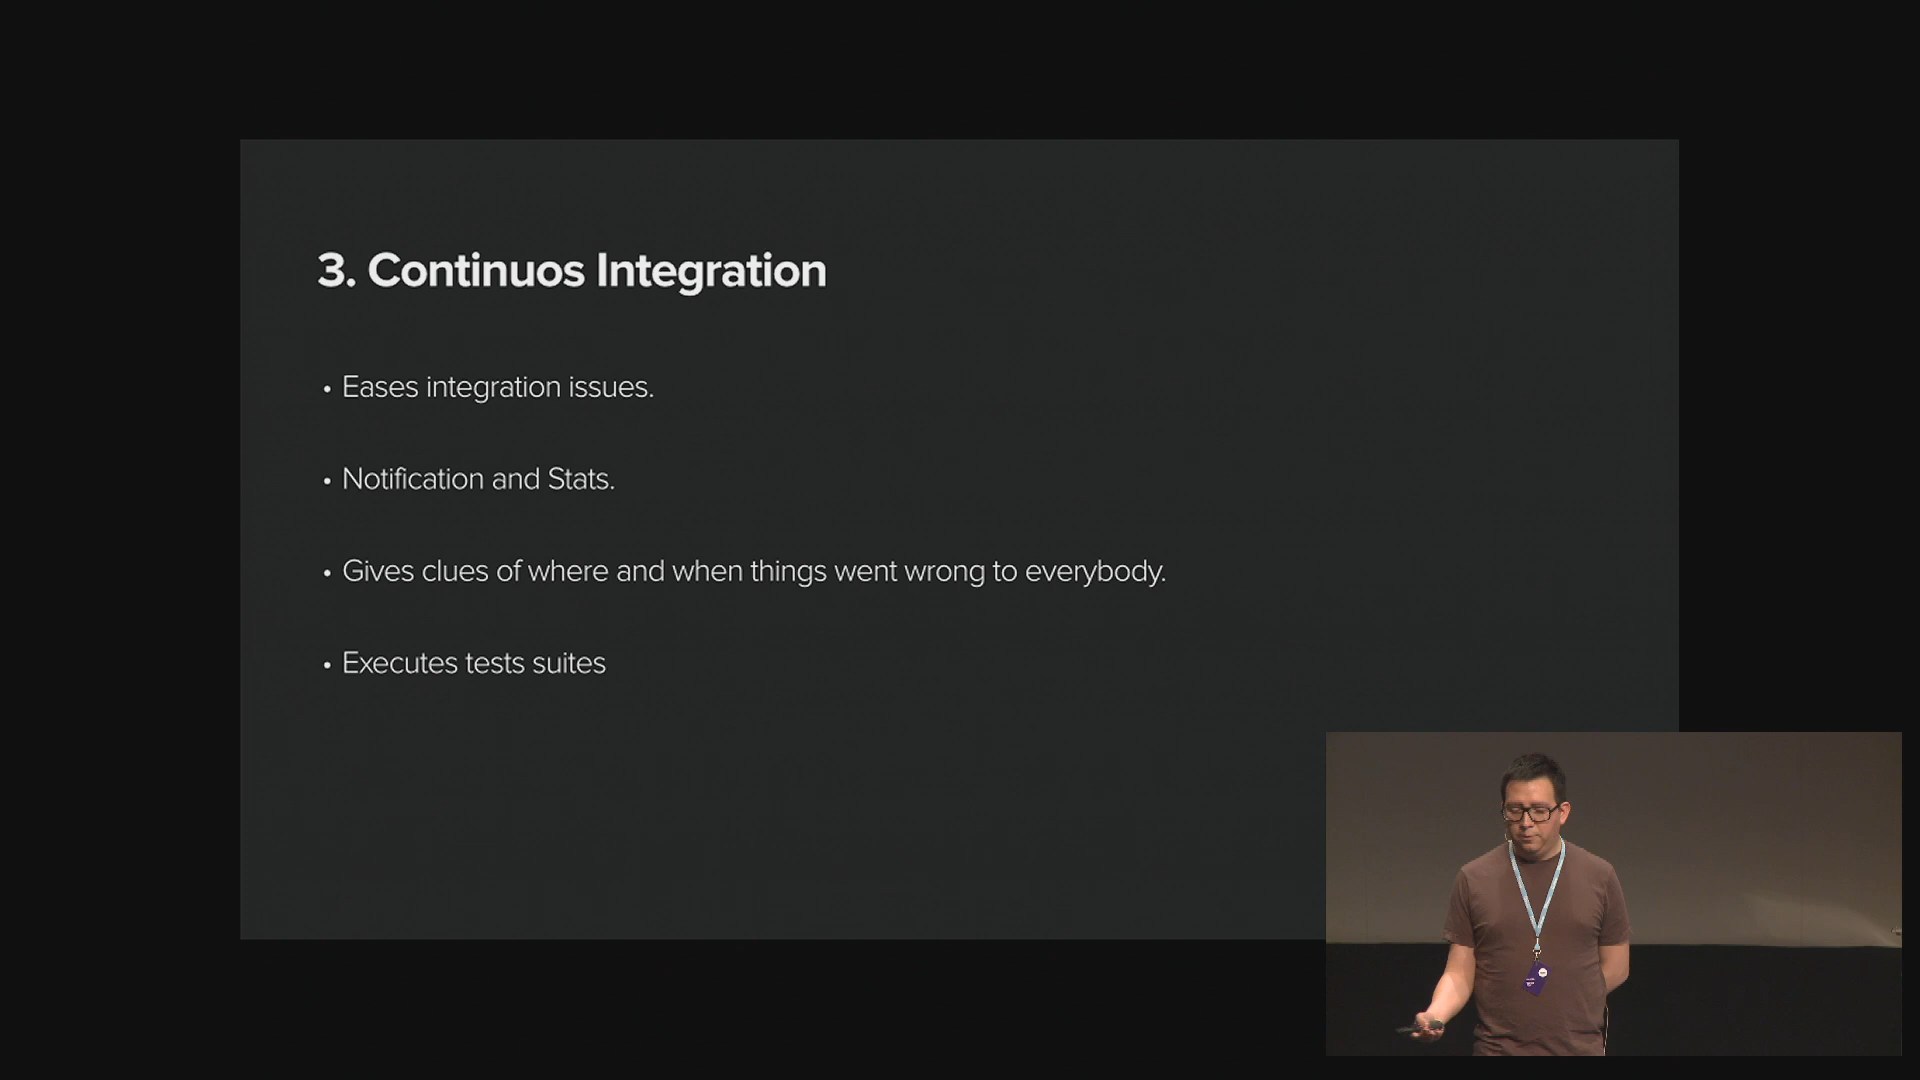 3. Continuos Integration
• Eases integration issues.
• Notification and Stats.
• Gives clues of where and when things went wrong to everybody.
• Executes tests suites